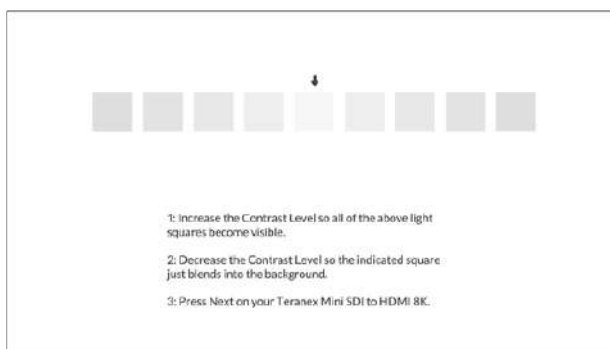 1: Increase the Contrast Level so all of the above light
squares become visible.
2: Decrease the Contrast Level so the indicated square
just blends into the background.
3: Press Next on your Teranex Mini SDI to HDMI 8K.